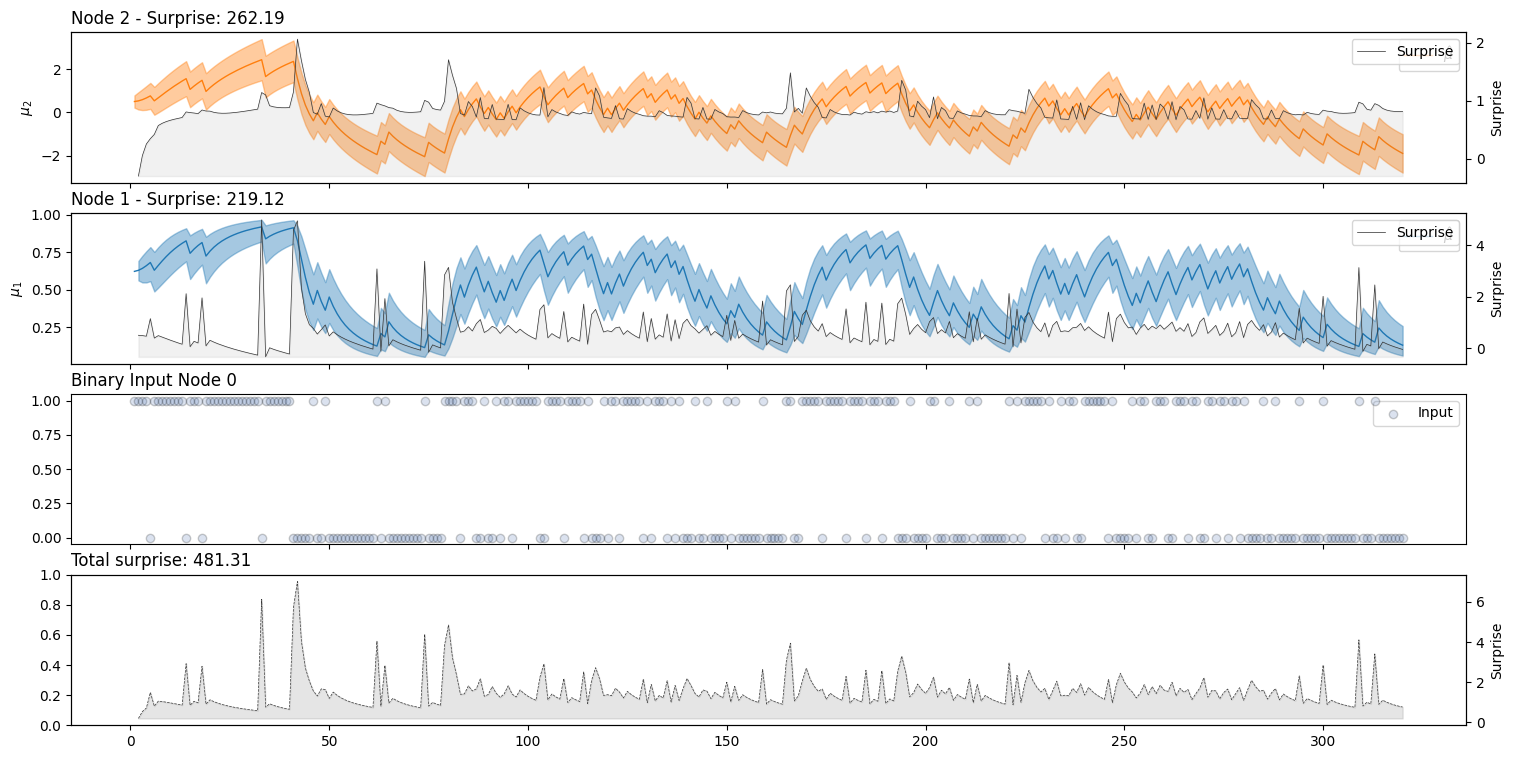 Node 2 - Surprise: 262.19
Surprise
2
0
−2
μ2
2
1
0
Surprise
Node 1 - Surprise: 219.12
Surprise
1.00
0.75
0.50
0.25
μ1
4
2
0
Surprise
Binary Input Node 0
Input
1.00
0.75
0.50
0.25
0.00
Total surprise: 481.31
1.0
0.8
0.6
0.4
0.2
0.0
6
4
2
0
Surprise
0 50 100 150 200 250 300